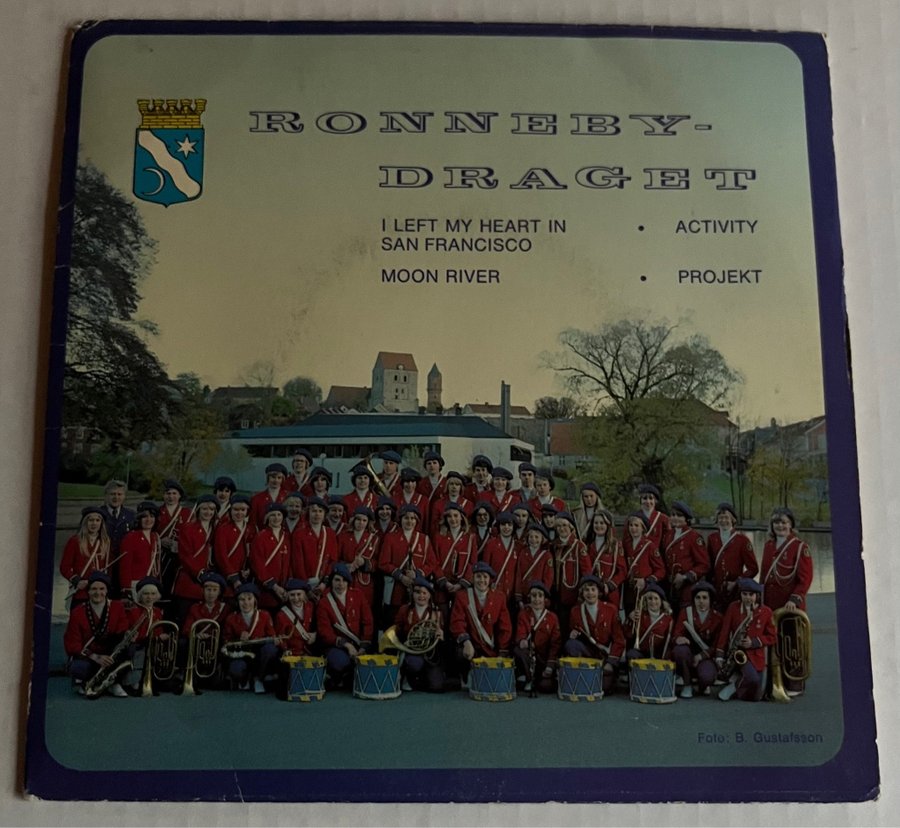 RONNEBY-
DRAGET
I LEFT MY HEART IN
SAN FRANCISCO
• ACTIVITY
MOON RIVER • PROJEKT
Foto: B. Gustafsson